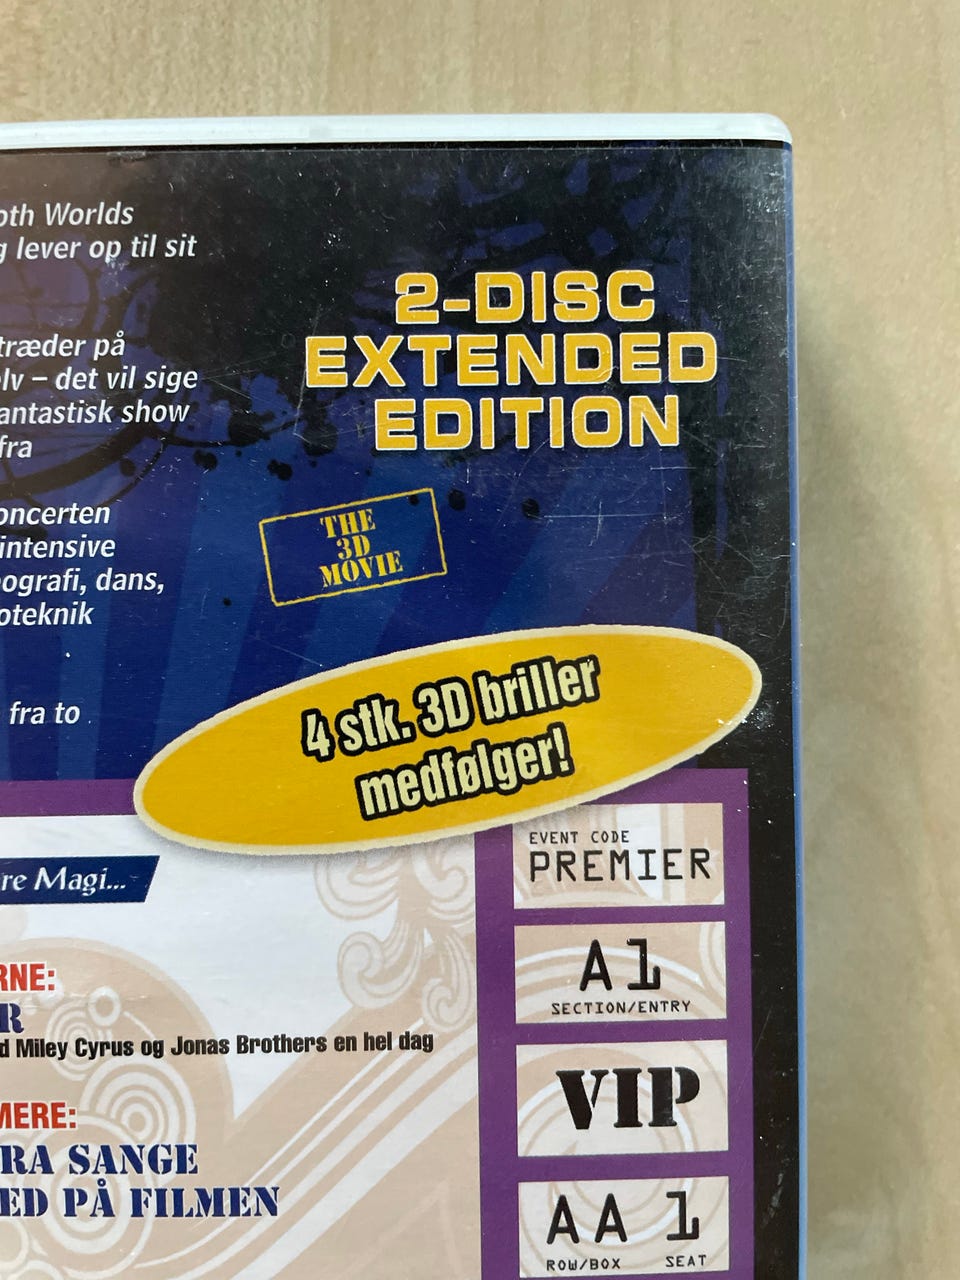 oth Worlds
g lever op til sit
2-DISC
EXTENDED
EDITION
træder på
elv – det vil sige
antastisk show
fra
THE
3D
MOVIE
oncerten
intensive
eografi, dans,
oteknik
fra to
4 stk. 3D briller
medfølger!
re Magi...
RNE:
R
d Miley Cyrus og Jonas Brothers en hel dag
MERE:
RA SANGE
ED PÅ FILMEN
EVENT CODE
PREMIER
A1
SECTION/ENTRY
VIP
AA 1
ROW/BOX SEAT